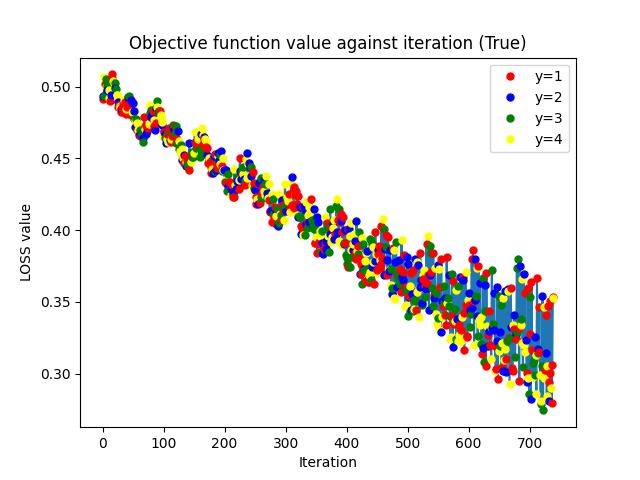 Objective function value against iteration (True)
y=1
y=2
y=3
y=4
0.50
0.45
0.40
0.35
0.30
LOSS value
0 100 200 300 400 500 600 700
Iteration